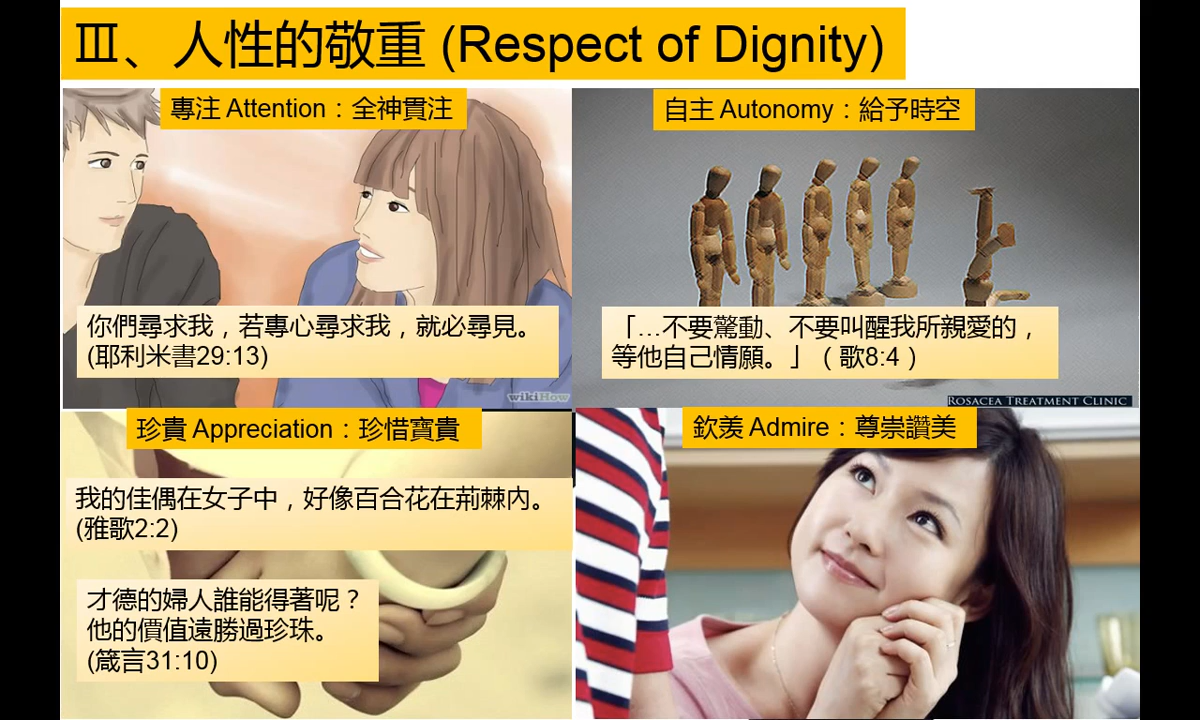 Ⅲ、人性的敬重 (Respect of Dignity)
專注 Attention：全神貫注
自主 Autonomy：給予時空
你們尋求我，若專心尋求我，就必尋見。
(耶利米書29:13)
wikiHow
「…不要驚動、不要叫醒我所親愛的，
等他自己情願。」（歌8:4）
ROSACEA TREATMENT CLINIC
珍貴 Appreciation：珍惜寶貴
欽羨 Admire：尊崇讚美
我的佳偶在女子中，好像百合花在荊棘內。
(雅歌2:2)
才德的婦人誰能得著呢？
他的價值遠勝過珍珠。
(箴言31:10)